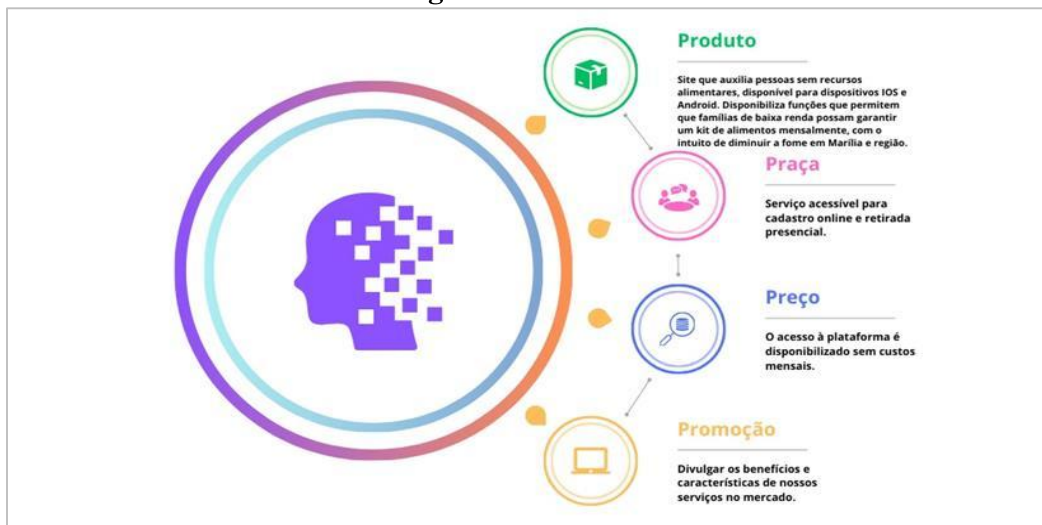 Produto
Site que auxilia pessoas sem recursos
alimentares, disponível para dispositivos IOS e
Android. Disponibiliza funções que permitem
que famílias de baixa renda possam garantir
um kit de alimentos mensalmente, com o
intuito de diminuir a fome em Marília e região.
Praça
Serviço acessível para
cadastro online e retirada
presencial.
Preço
O acesso à plataforma é
disponibilizado sem custos
mensais.
Promoção
Divulgar os benefícios e
características de nossos
serviços no mercado.